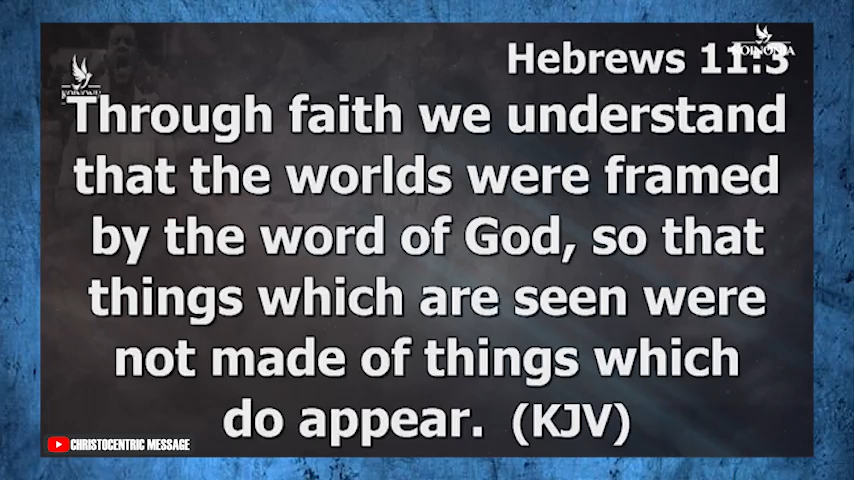 KOINONIA
Hebrews 11:3
Through faith we understand
that the worlds were framed
by the word of God, so that
things which are seen were
not made of things which
do appear. (KJV)
CHRISTOCENTRIC MESSAGE